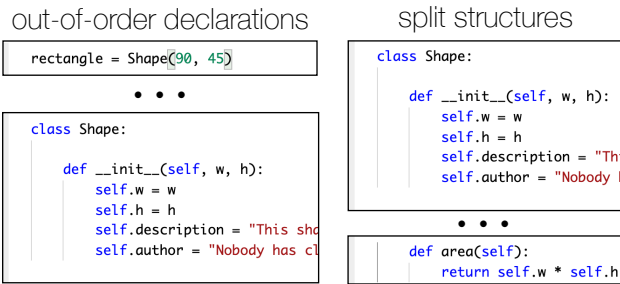 out-of-order declarations
rectangle = Shape(90, 45)
• • •
class Shape:
def __init__(self, w, h):
self.w = w
self.h = h
self.description = "This sha
self.author = "Nobody has cl
split structures
class Shape:
def __init__(self, w, h):
self.w = w
self.h = h
self.description = "Th
self.author = "Nobody
• • •
def area(self):
return self.w * self.h